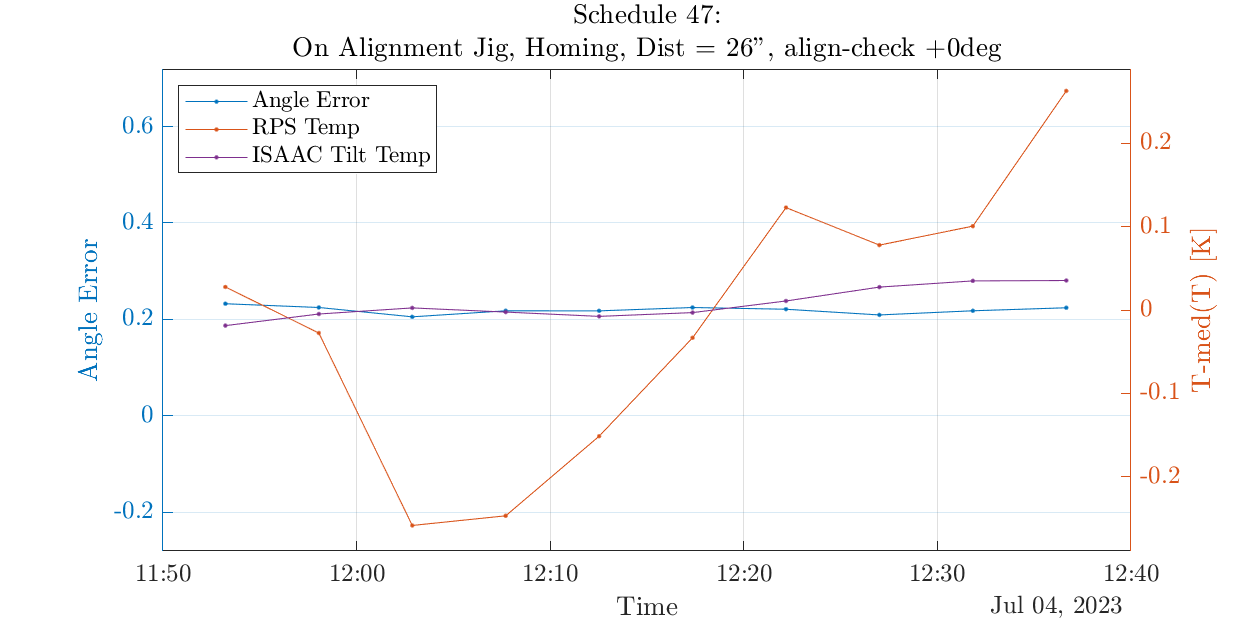 Schedule 47:
On Alignment Jig, Homing, Dist = 26”, align-check +0deg
Angle Error
RPS Temp
ISAAC Tilt Temp
Angle Error
0.6
0.4
0.2
0
-0.2
T-med(T) [K]
0.2
0.1
0
-0.1
-0.2
11:50 12:00 12:10 12:20 12:30 12:40
Time
Jul 04, 2023